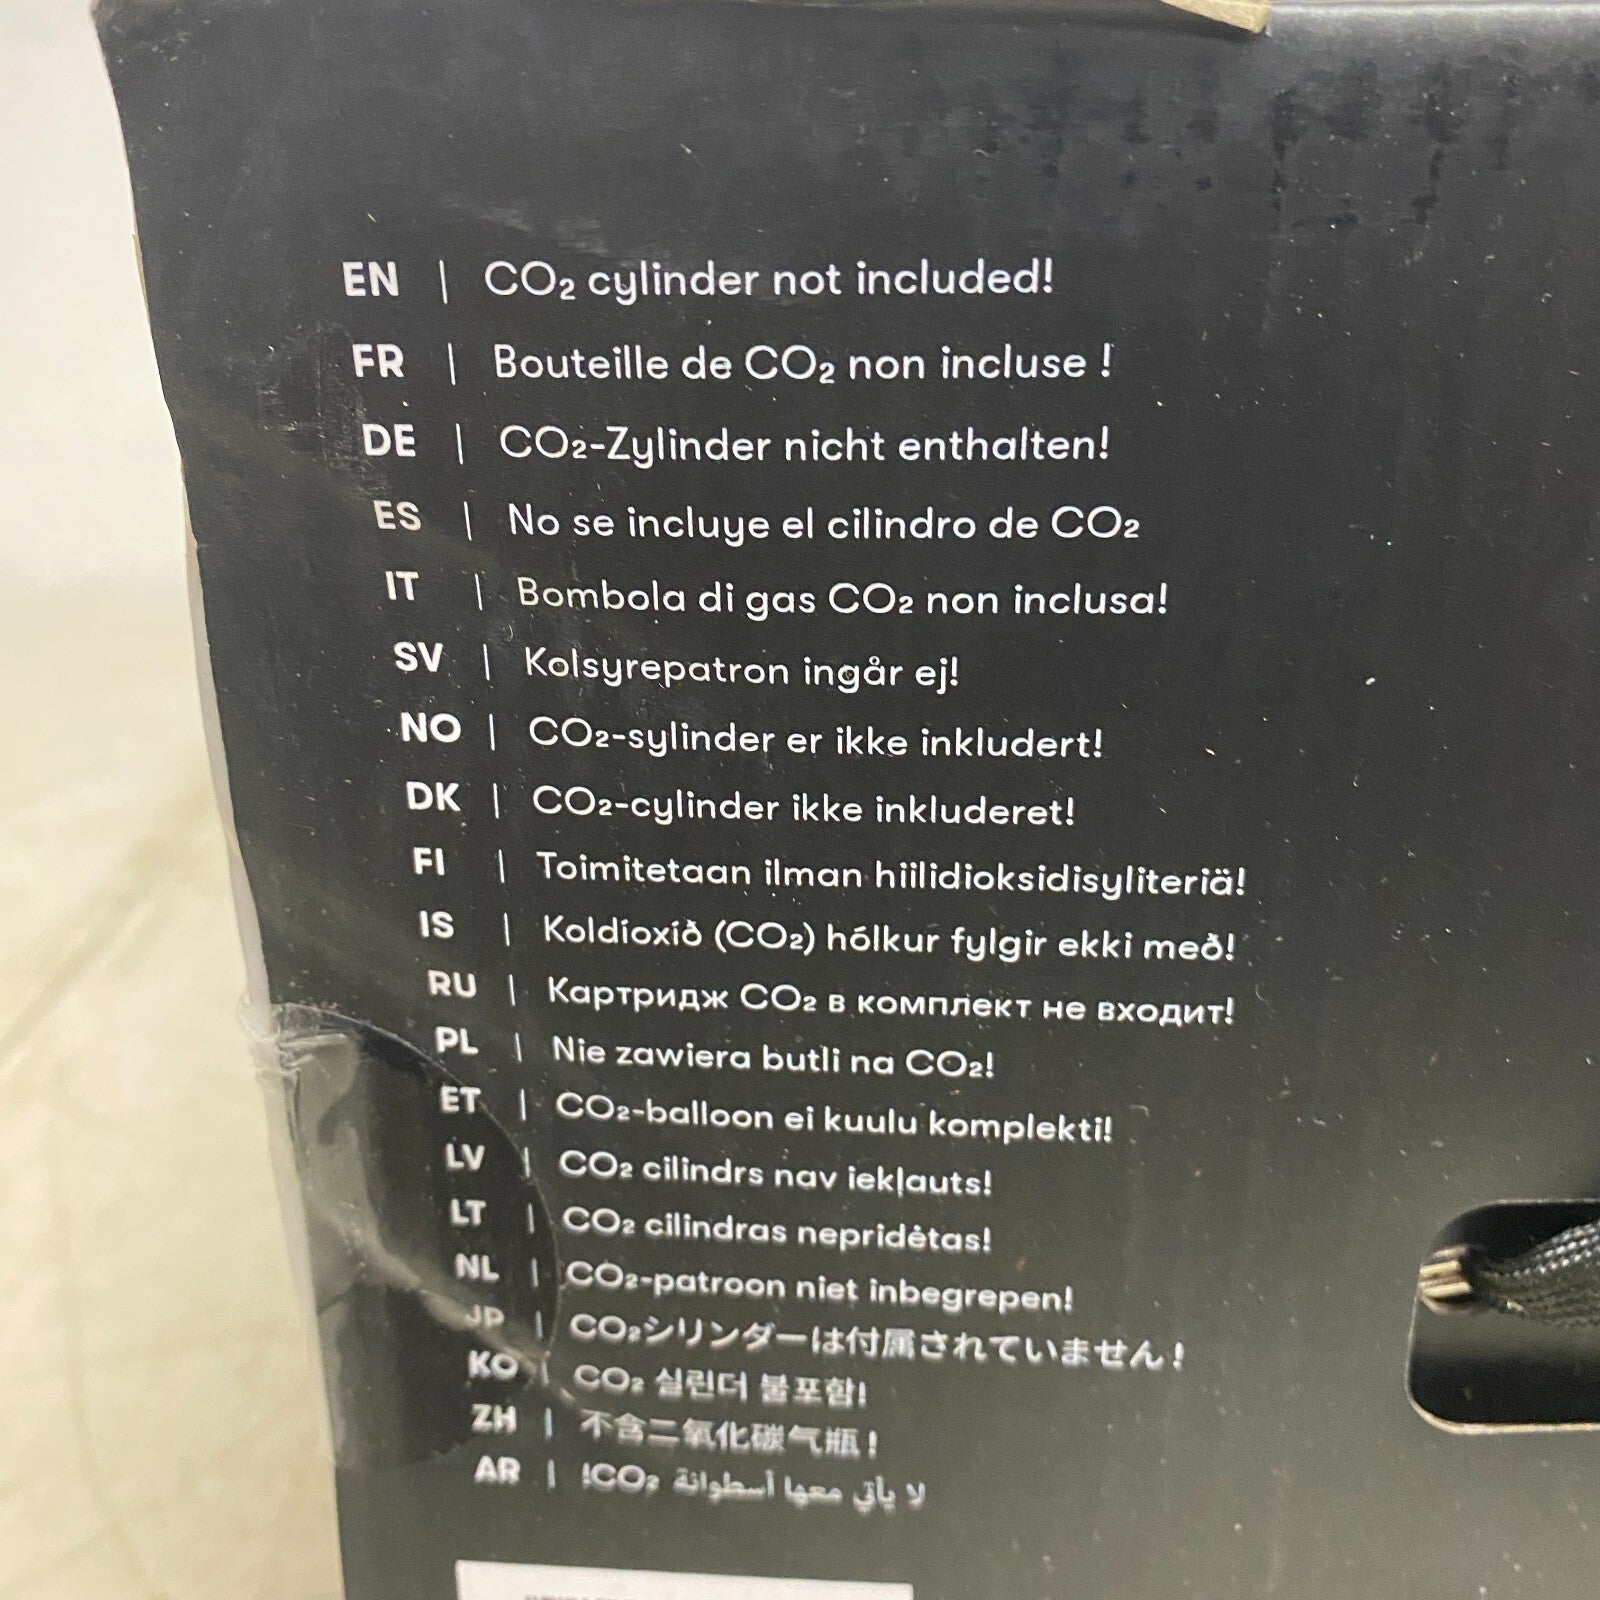 EN | CO₂ cylinder not included!
FR | Bouteille de CO₂ non incluse !
DE | CO₂-Zylinder nicht enthalten!
ES | No se incluye el cilindro de CO₂
IT | Bombola di gas CO₂ non inclusa!
SV | Kolsyrepatron ingår ej!
NO | CO₂-sylinder er ikke inkludert!
DK | CO₂-cylinder ikke inkluderet!
FI | Toimitetaan ilman hiilidioksidisyliteriä!
IS | Koldíoxíð (CO₂) hólkur fylgir ekki með!
RU | Картридж CO₂ в комплект не входит!
PL | Nie zawiera butli na CO₂!
ET | CO₂-balloon ei kuulu komplekti!
LV | CO₂ cilindrs nav iekļauts!
LT | CO₂ cilindras nepridėtas!
NL | CO₂-patroon niet inbegrepen!
JP | CO₂シリンダーは付属されていません！
KO | CO₂ 실린더 불포함!
ZH | 不含二氧化碳气瓶！
AR | لا يأتي معها أسطوانة CO₂!